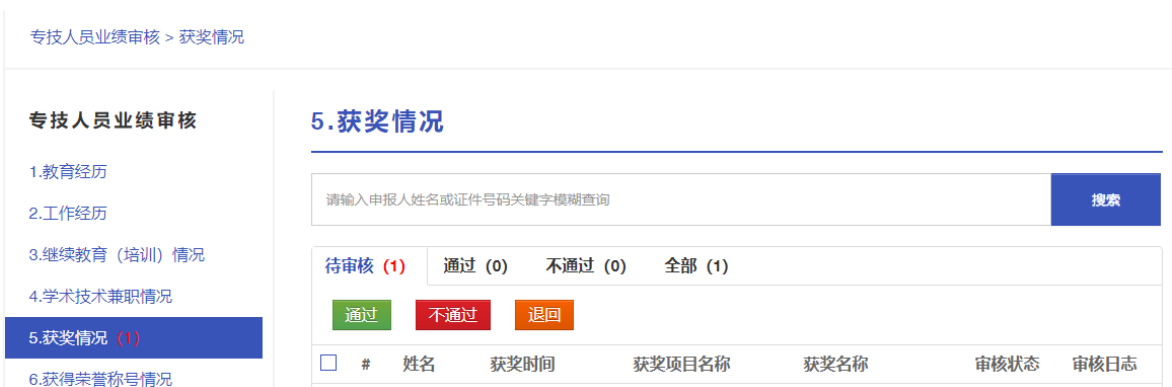 专技人员业绩审核 > 获奖情况
专技人员业绩审核
1.教育经历
2.工作经历
3.继续教育（培训）情况
4.学术技术兼职情况
5.获奖情况 (1)
6.获得荣誉称号情况
5.获奖情况
请输入申报人姓名或证件号码关键字模糊查询
搜索
待审核 (1) 通过 (0) 不通过 (0) 全部 (1)
通过 不通过 退回
# 姓名 获奖时间 获奖项目名称 获奖名称 审核状态 审核日志